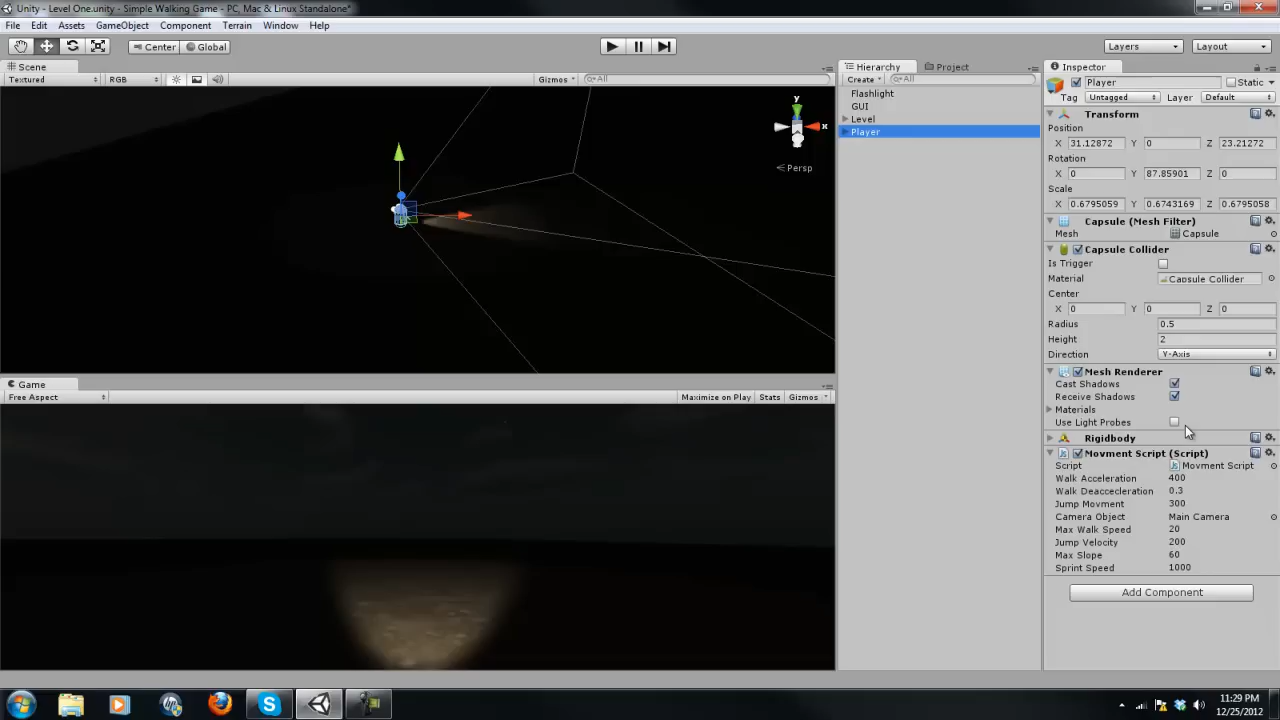 Unity - Level One.unity - Simple Walking Game - PC, Mac & Linux Standalone*
File Edit Assets GameObject Component Terrain Window Help
Center Global Layers Layout
Scene
Textured RGB Gizmos All
y
x
Persp
Game
Free Aspect Maximize on Play Stats Gizmos
Hierarchy Project
Create All
Flashlight
GUI
Level
Player
Inspector
Player Static
Tag Untagged Layer Default
Transform
Position
X 31.12872 Y 0 Z 23.21272
Rotation
X 0 Y 87.85901 Z 0
Scale
X 0.6795059 Y 0.6743169 Z 0.6795058
Capsule (Mesh Filter)
Mesh Capsule
Capsule Collider
Is Trigger
Material Capsule Collider
Center
X 0 Y 0 Z 0
Radius 0.5
Height 2
Direction Y-Axis
Mesh Renderer
Cast Shadows
Receive Shadows
Materials
Use Light Probes
Rigidbody
Movment Script (Script)
Script Movment Script
Walk Acceleration 400
Walk Deaccecleration 0.3
Jump Movment 300
Camera Object Main Camera
Max Walk Speed 20
Jump Velocity 200
Max Slope 60
Sprint Speed 1000
Add Component
11:29 PM
12/25/2012